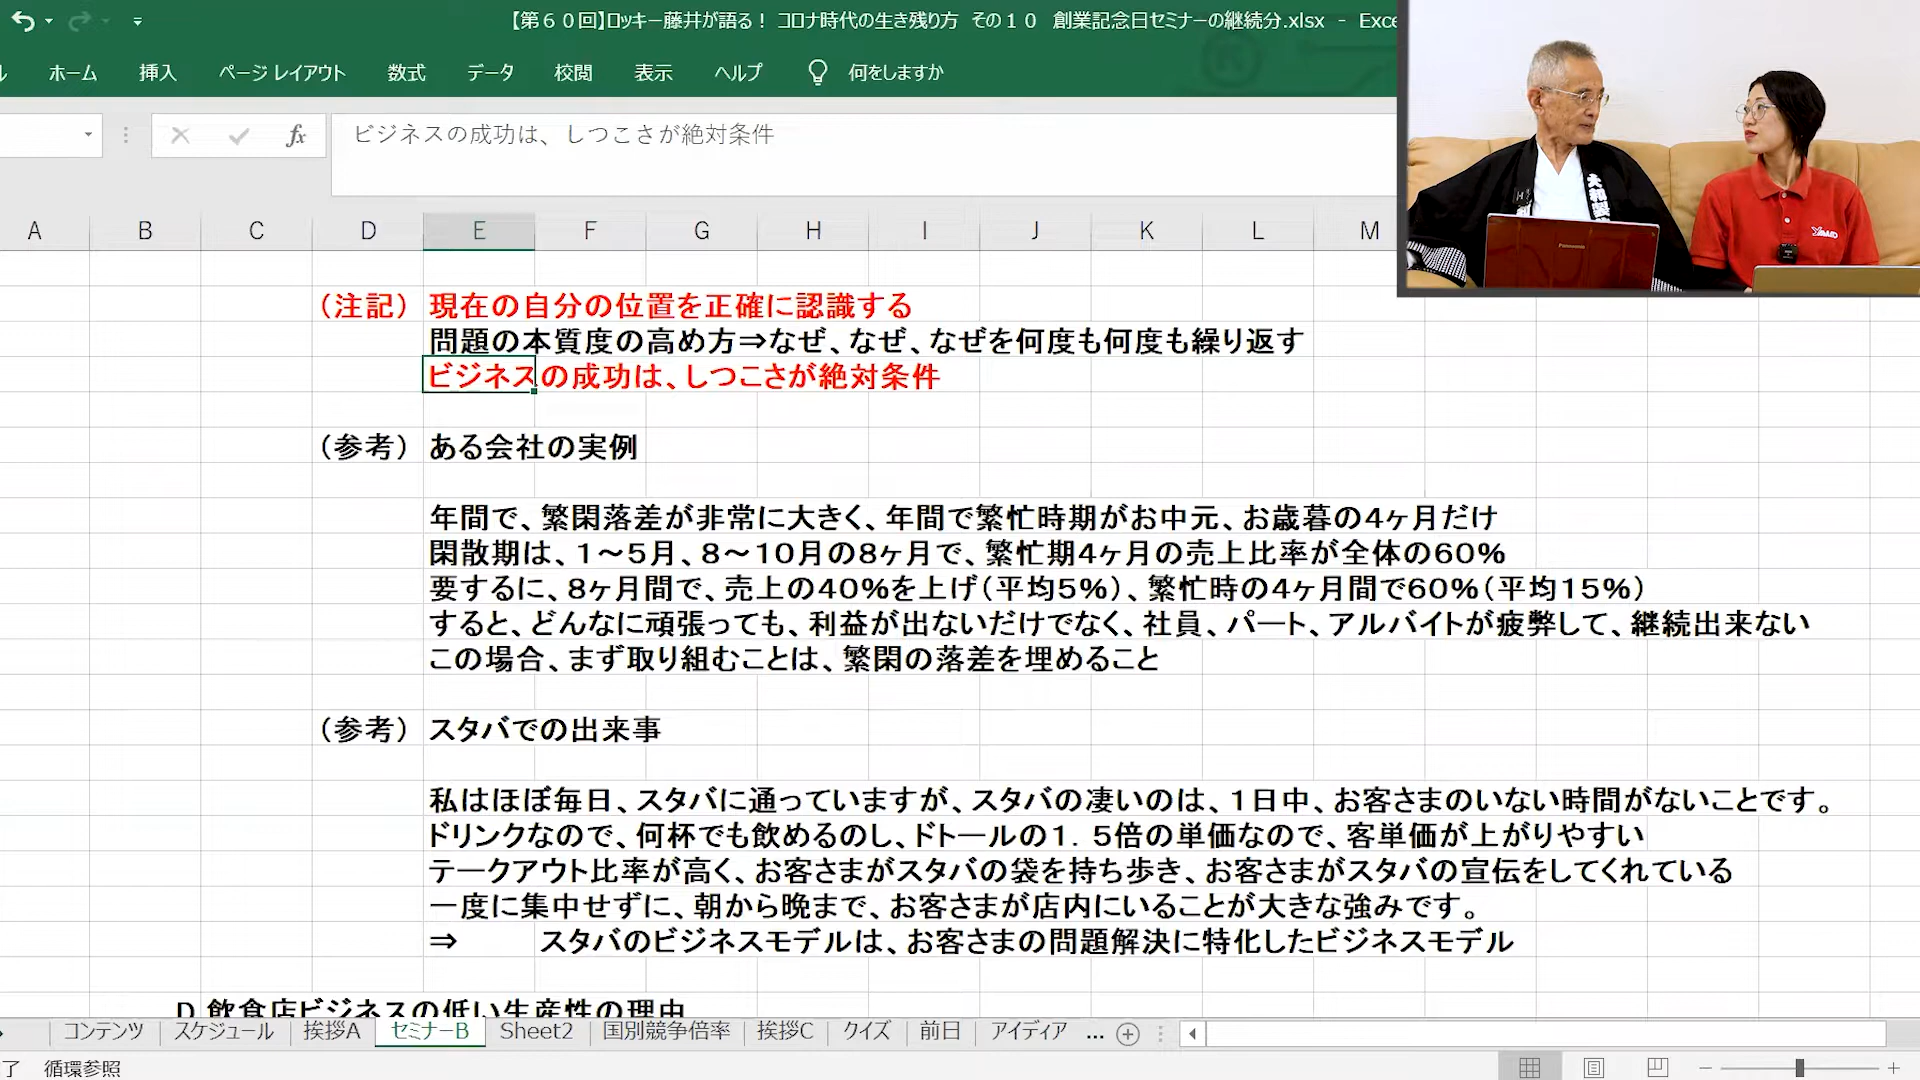 【第６０回】ロッキー藤井が語る！ コロナ時代の生き残り方 その１０ 創業記念日セミナーの継続分.xlsx - Exce
ホーム 挿入 ページ レイアウト 数式 データ 校閲 表示 ヘルプ 何をしますか
fx ビジネスの成功は、しつこさが絶対条件
A B C D E F G H I J K L M
（注記） 現在の自分の位置を正確に認識する
問題の本質度の高め方⇒なぜ、なぜ、なぜを何度も何度も繰り返す
ビジネスの成功は、しつこさが絶対条件
（参考） ある会社の実例
年間で、繁閑落差が非常に大きく、年間で繁忙時期がお中元、お歳暮の4ヶ月だけ
閑散期は、１～５月、８～１０月の８ヶ月で、繁忙期４ヶ月の売上比率が全体の６０％
要するに、８ヶ月間で、売上の４０％を上げ（平均５％）、繁忙時の４ヶ月間で６０％（平均１５％）
すると、どんなに頑張っても、利益が出ないだけでなく、社員、パート、アルバイトが疲弊して、継続出来ない
この場合、まず取り組むことは、繁閑の落差を埋めること
（参考） スタバでの出来事
私はほぼ毎日、スタバに通っていますが、スタバの凄いのは、１日中、お客さまのいない時間がないことです。
ドリンクなので、何杯でも飲めるのし、ドトールの１．５倍の単価なので、客単価が上がりやすい
テークアウト比率が高く、お客さまがスタバの袋を持ち歩き、お客さまがスタバの宣伝をしてくれている
一度に集中せずに、朝から晩まで、お客さまが店内にいることが大きな強みです。
⇒ スタバのビジネスモデルは、お客さまの問題解決に特化したビジネスモデル
D 飲食店ビジネスの低い生産性の理由
コンテンツ スケジュール 挨拶A セミナーB Sheet2 国別競争倍率 挨拶C クイズ 前日 アイディア ...
了 循環参照
Panasonic